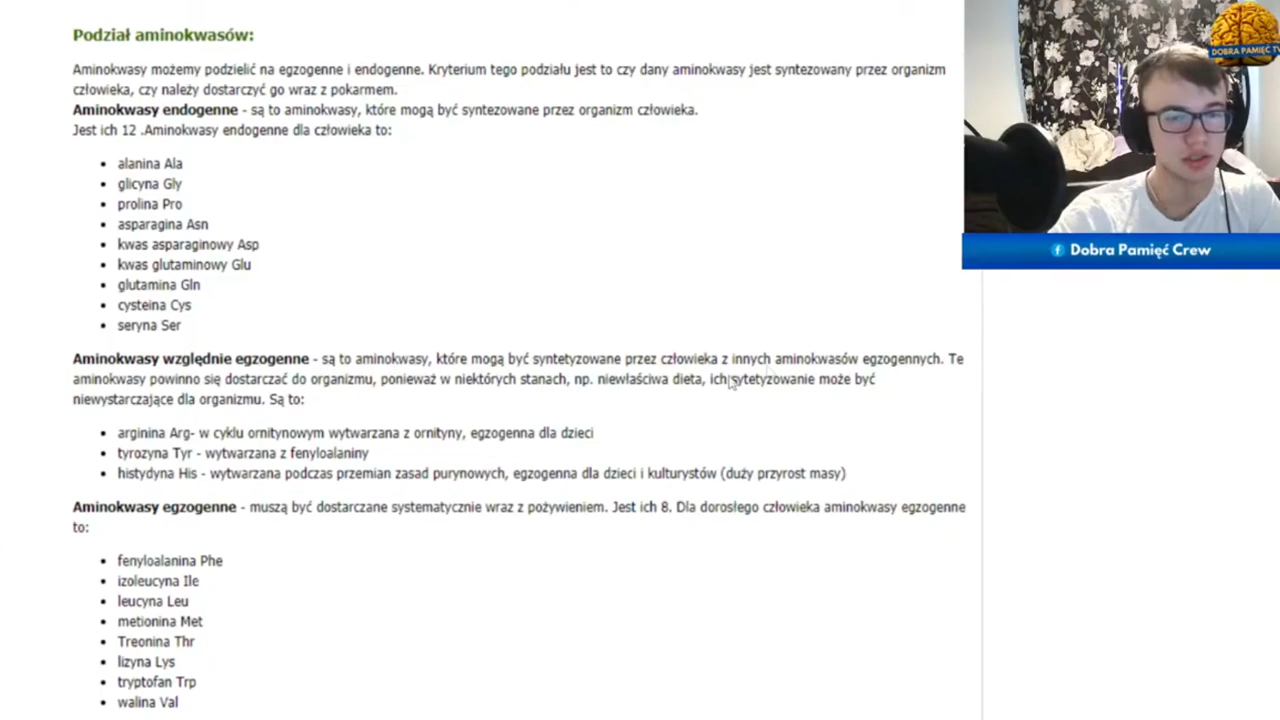 Podział aminokwasów:
Aminokwasy możemy podzielić na egzogenne i endogenne. Kryterium tego podziału jest to czy dany aminokwasy jest syntezowany przez organizm
człowieka, czy należy dostarczyć go wraz z pokarmem.
Aminokwasy endogenne - są to aminokwasy, które mogą być syntezowane przez organizm człowieka.
Jest ich 12 .Aminokwasy endogenne dla człowieka to:
• alanina Ala
• glicyna Gly
• prolina Pro
• asparagina Asn
• kwas asparaginowy Asp
• kwas glutaminowy Glu
• glutamina Gln
• cysteina Cys
• seryna Ser
Aminokwasy względnie egzogenne - są to aminokwasy, które mogą być syntetyzowane przez człowieka z innych aminokwasów egzogennych. Te
aminokwasy powinno się dostarczać do organizmu, ponieważ w niektórych stanach, np. niewłaściwa dieta, ich sytetyzowanie może być
niewystarczające dla organizmu. Są to:
• arginina Arg- w cyklu ornitynowym wytwarzana z ornityny, egzogenna dla dzieci
• tyrozyna Tyr - wytwarzana z fenyloalaniny
• histydyna His - wytwarzana podczas przemian zasad purynowych, egzogenna dla dzieci i kulturystów (duży przyrost masy)
Aminokwasy egzogenne - muszą być dostarczane systematycznie wraz z pożywieniem. Jest ich 8. Dla dorosłego człowieka aminokwasy egzogenne
to:
• fenyloalanina Phe
• izoleucyna Ile
• leucyna Leu
• metionina Met
• Treonina Thr
• lizyna Lys
• tryptofan Trp
• walina Val
DOBRA PAMIĘĆ TV
Dobra Pamięć Crew